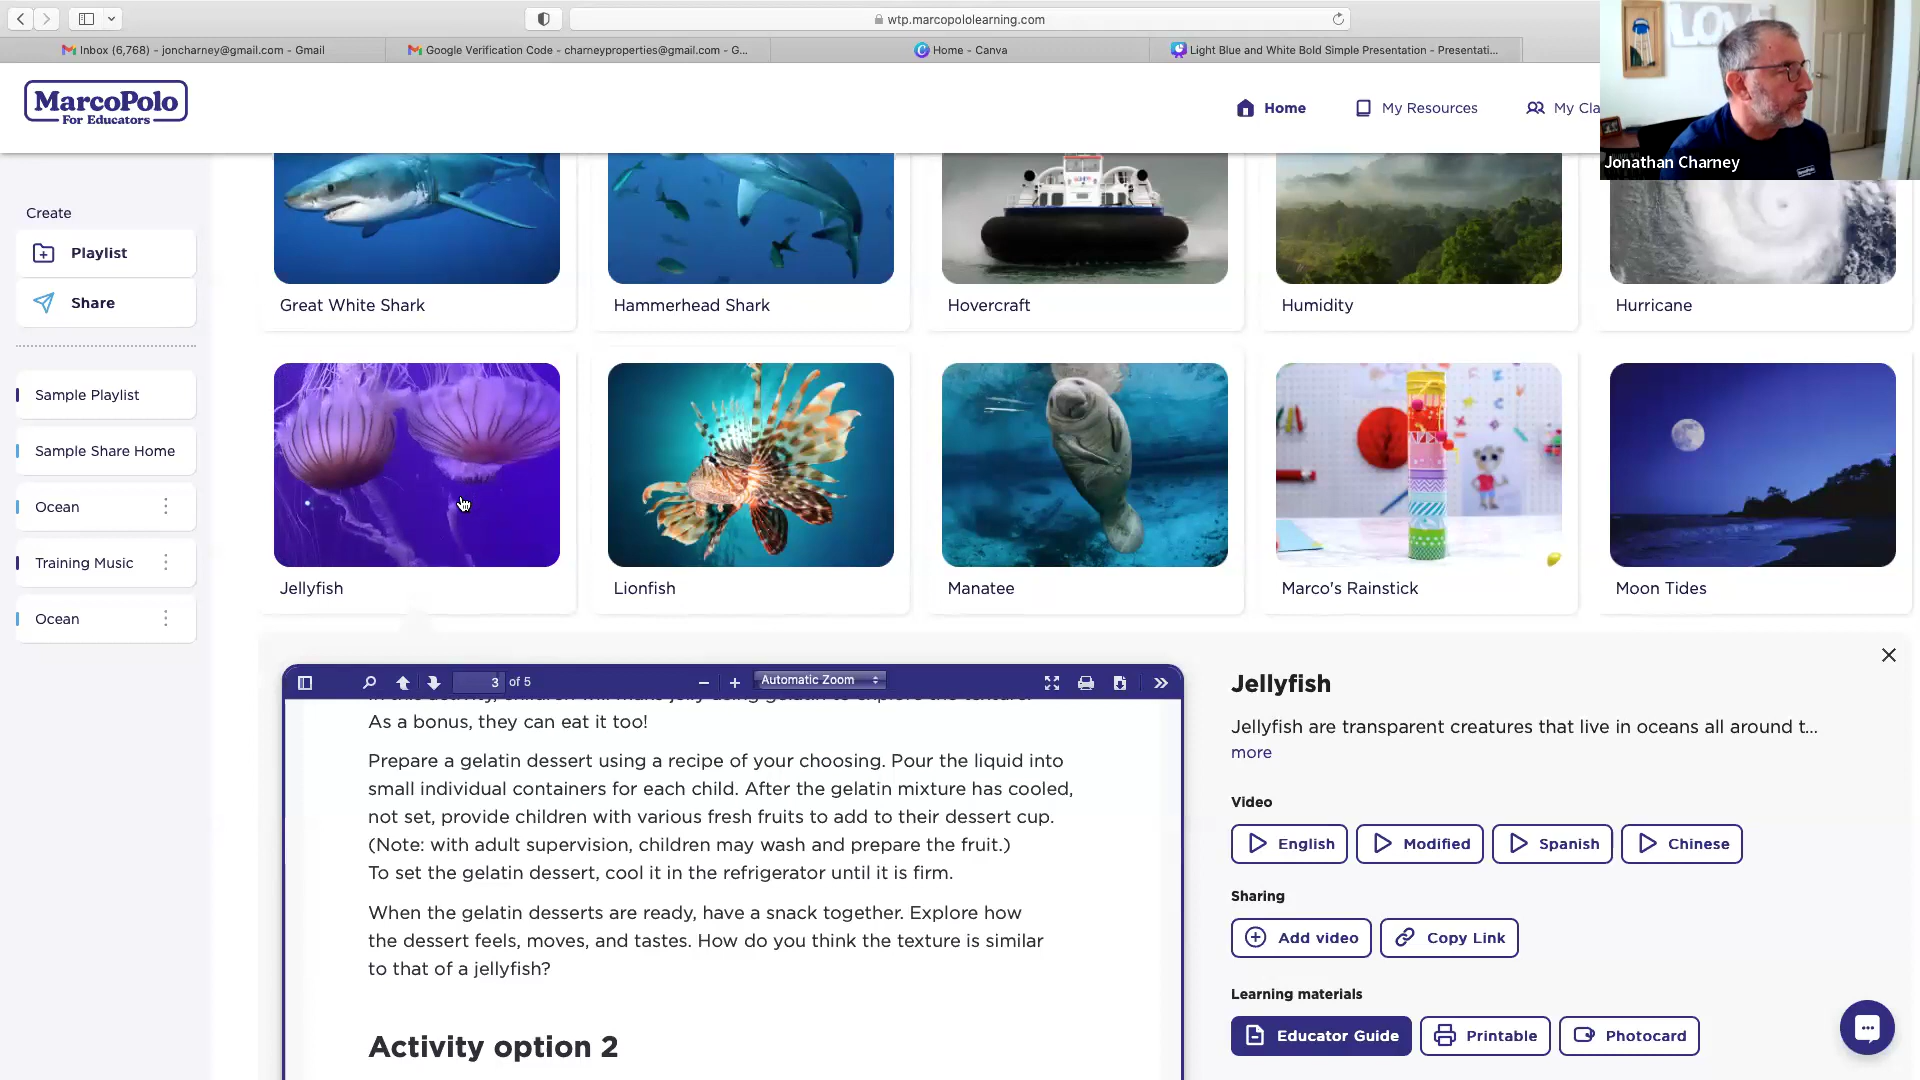 wtp.marcopololearning.com
Inbox (6,768) - joncharney@gmail.com - Gmail
Google Verification Code - charneyproperties@gmail.com - G...
Home - Canva
Light Blue and White Bold Simple Presentation - Presentati...
MarcoPolo
For Educators
Home
My Resources
My Cla
LOVE
Jonathan Charney
Create
Playlist
Share
Sample Playlist
Sample Share Home
Ocean
Training Music
Ocean
Great White Shark
Hammerhead Shark
Hovercraft
Humidity
Hurricane
Jellyfish
Lionfish
Manatee
Marco's Rainstick
Moon Tides
3 of 5
Automatic Zoom
As a bonus, they can eat it too!
Prepare a gelatin dessert using a recipe of your choosing. Pour the liquid into
small individual containers for each child. After the gelatin mixture has cooled,
not set, provide children with various fresh fruits to add to their dessert cup.
(Note: with adult supervision, children may wash and prepare the fruit.)
To set the gelatin dessert, cool it in the refrigerator until it is firm.
When the gelatin desserts are ready, have a snack together. Explore how
the dessert feels, moves, and tastes. How do you think the texture is similar
to that of a jellyfish?
Activity option 2
Jellyfish
Jellyfish are transparent creatures that live in oceans all around t...
more
Video
English
Modified
Spanish
Chinese
Sharing
Add video
Copy Link
Learning materials
Educator Guide
Printable
Photocard